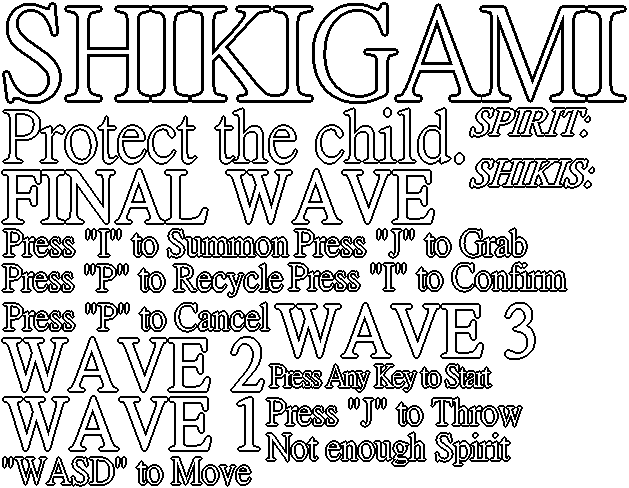 SHIKIGAMI
Protect the child.
SPIRIT:
SHIKIS:
FINAL WAVE
Press "I" to Summon
Press "J" to Grab
Press "P" to Recycle
Press "I" to Confirm
Press "P" to Cancel
WAVE 3
WAVE 2
Press Any Key to Start
WAVE 1
Press "J" to Throw
Not enough Spirit
"WASD" to Move